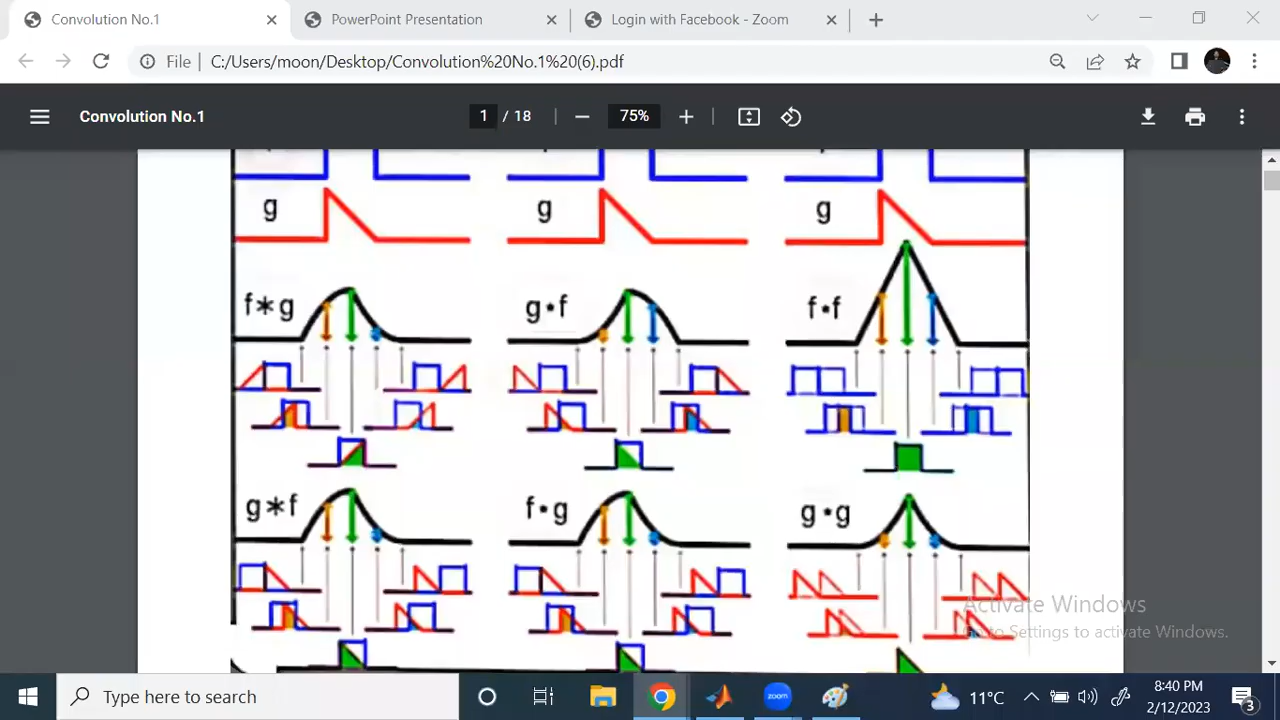 Convolution No.1
PowerPoint Presentation
Login with Facebook - Zoom
File
C:/Users/moon/Desktop/Convolution%20No.1%20(6).pdf
Convolution No.1
1 / 18
75%
g
g
g
f∗g
g⋆f
f⋆f
g∗f
f⋆g
g⋆g
Activate Windows
Go to Settings to activate Windows.
Type here to search
zoom
11°C
8:40 PM
2/12/2023
3